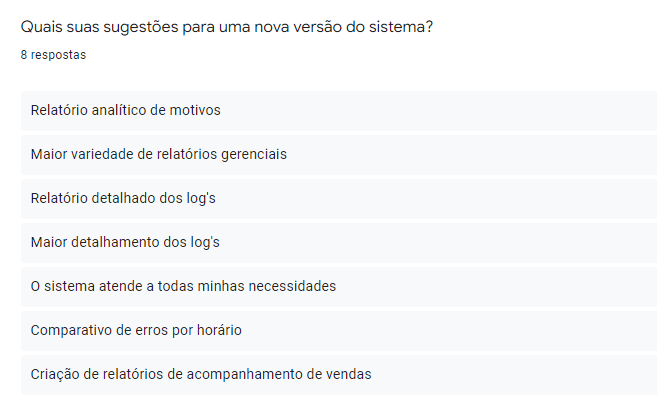 Quais suas sugestões para uma nova versão do sistema?
8 respostas
Relatório analítico de motivos
Maior variedade de relatórios gerenciais
Relatório detalhado dos log's
Maior detalhamento dos log's
O sistema atende a todas minhas necessidades
Comparativo de erros por horário
Criação de relatórios de acompanhamento de vendas